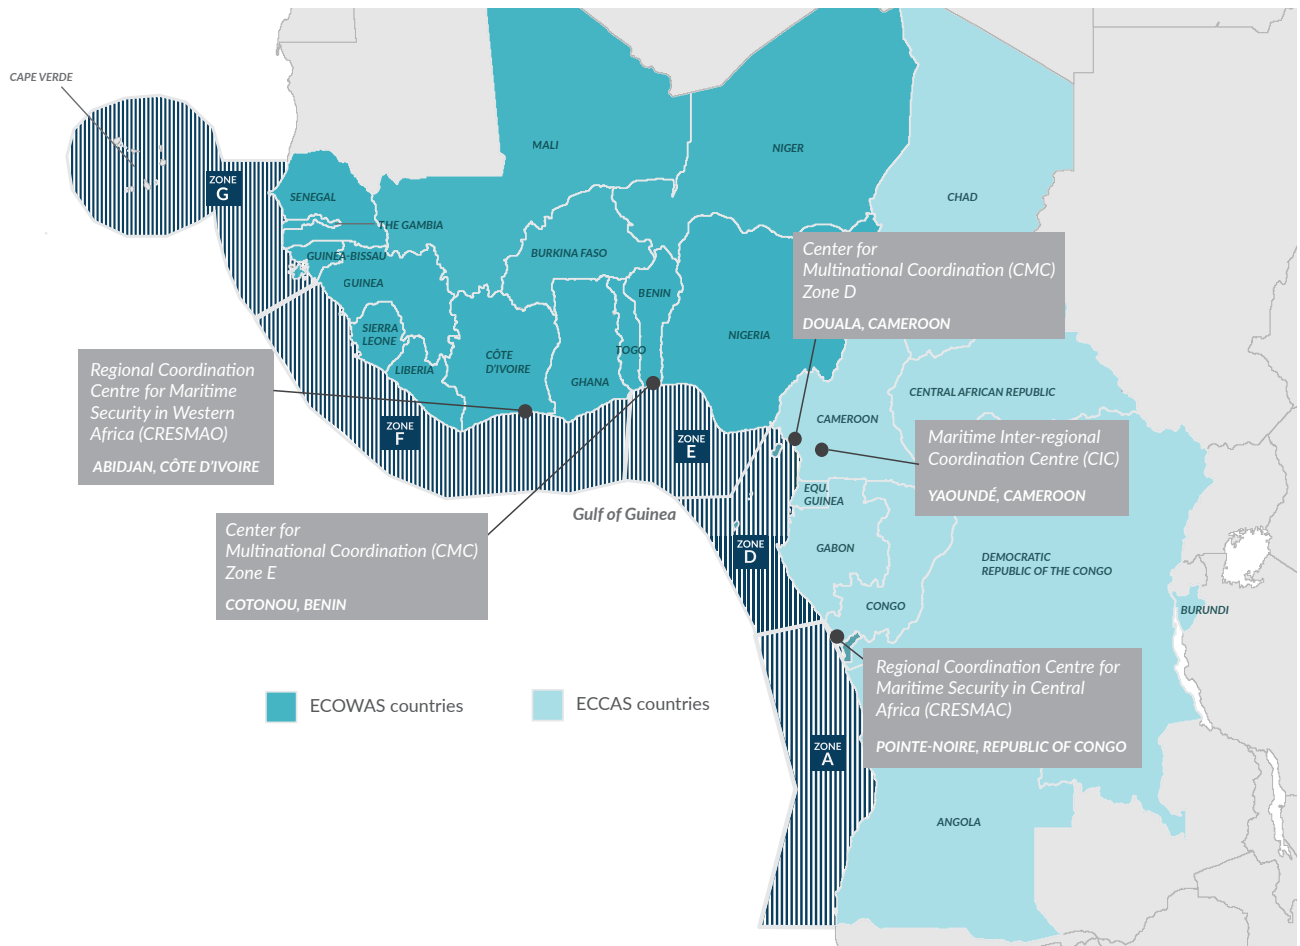 CAPE VERDE
ZONE
G
MALI
NIGER
CHAD
SENEGAL
THE GAMBIA
GUINEA-BISSAU
GUINEA
BURKINA FASO
BENIN
SIERRA
LEONE
LIBERIA
CÔTE
D'IVOIRE
GHANA
TOGO
NIGERIA
Center for
Multinational Coordination (CMC)
Zone D
DOUALA, CAMEROON
CENTRAL AFRICAN REPUBLIC
CAMEROON
Regional Coordination
Centre for Maritime
Security in Western
Africa (CRESMAO)
ABIDJAN, CÔTE D'IVOIRE
ZONE
F
ZONE
E
Maritime Inter-regional
Coordination Centre (CIC)
YAOUNDÉ, CAMEROON
EQU.
GUINEA
Gulf of Guinea
Center for
Multinational Coordination (CMC)
Zone E
COTONOU, BENIN
ZONE
D
GABON
DEMOCRATIC
REPUBLIC OF THE CONGO
CONGO
BURUNDI
Regional Coordination Centre for
Maritime Security in Central
Africa (CRESMAC)
POINTE-NOIRE, REPUBLIC OF CONGO
ECOWAS countries
ECCAS countries
ZONE
A
ANGOLA